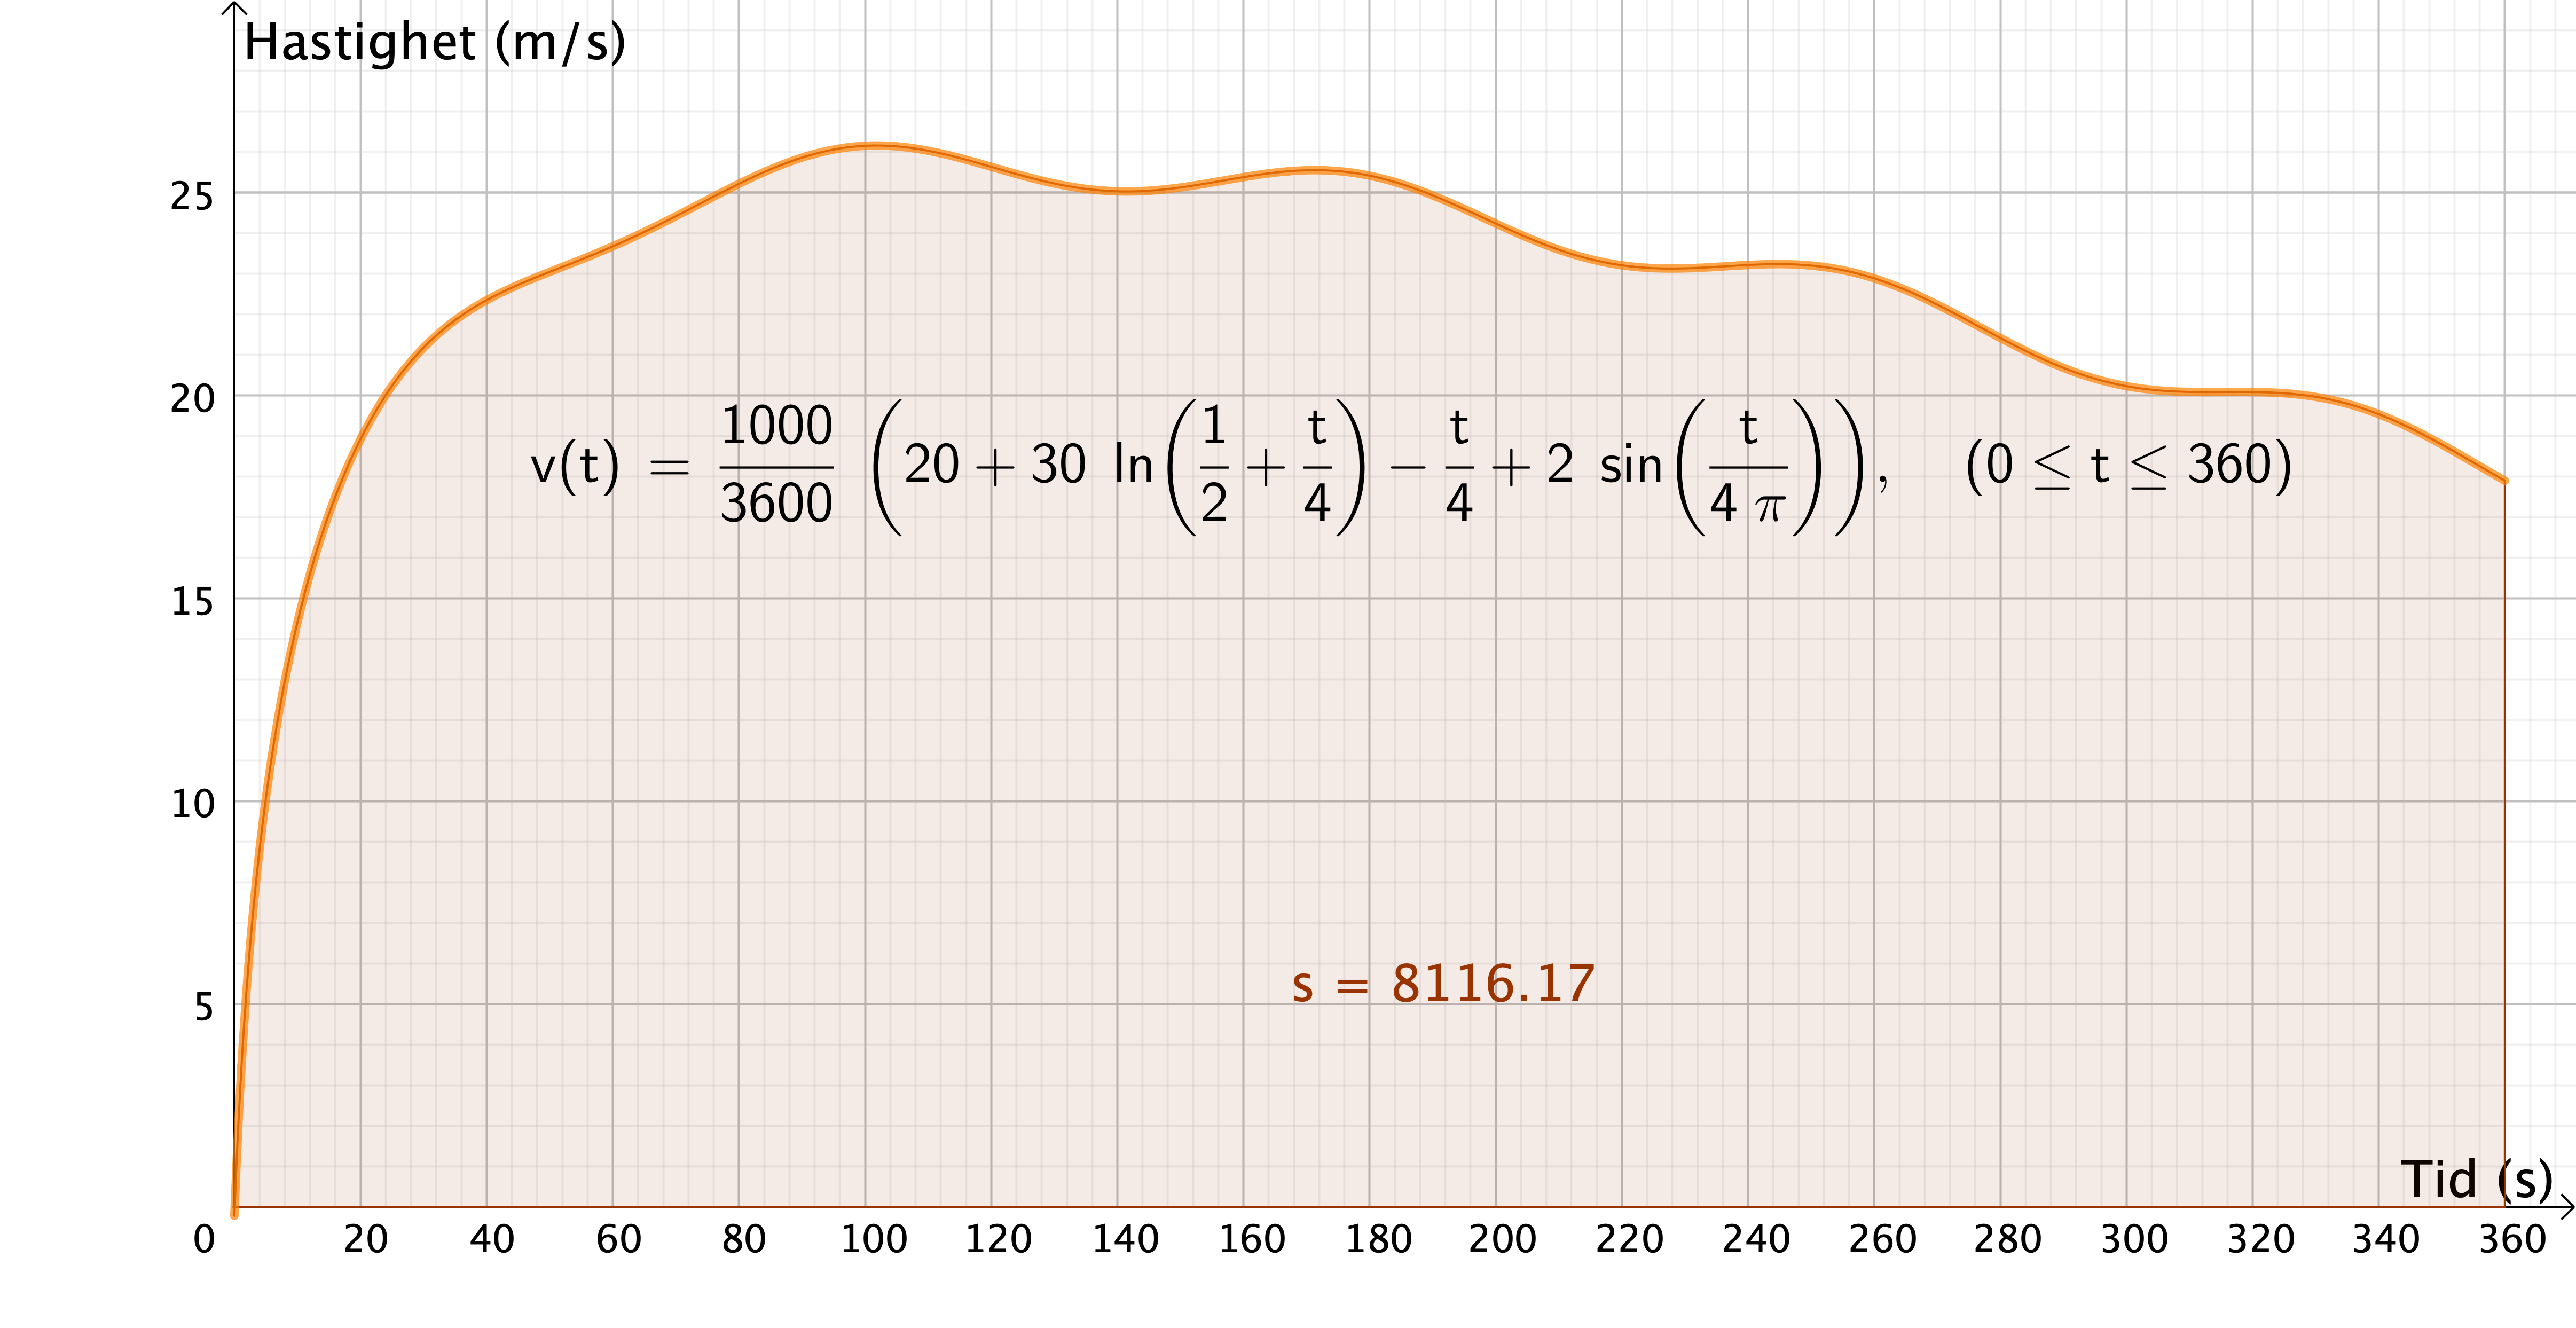 Hastighet (m/s)
25
20
v(t) = 1000/3600 (20 + 30 ln(1/2 + t/4) − t/4 + 2 sin(t/(4 π))), (0 ≤ t ≤ 360)
15
10
s = 8116.17
5
Tid (s)
0 20 40 60 80 100 120 140 160 180 200 220 240 260 280 300 320 340 360